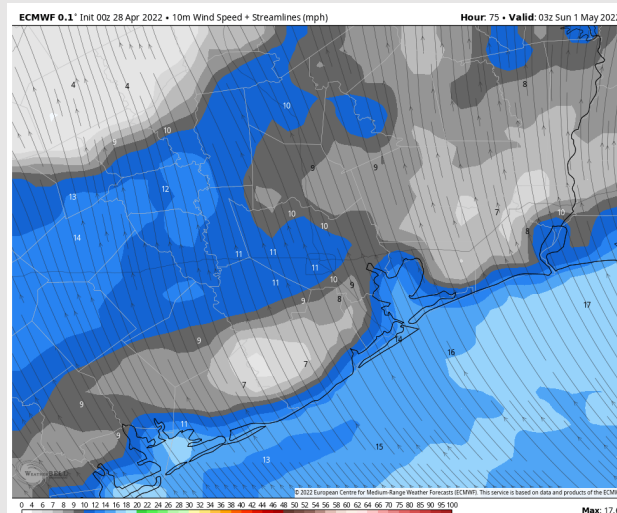 ECMWF 0.1° Init 00z 28 Apr 2022 • 10m Wind Speed + Streamlines (mph) Hour: 75 • Valid: 03z Sun 1 May 2022
4 4 8
9 10 10
9 9
13 12
14 10 10 7 10
8
11 11 11
11 10 9
9 8 17
9 14 16
7 7
9
9 11
13 15
WeatherBELL
© 2022 European Centre for Medium-Range Weather Forecasts (ECMWF). This service is based on data and products of the ECMW
0 4 6 7 8 9 10 12 14 16 18 20 22 24 26 28 30 32 34 36 38 40 42 44 46 48 50 52 54 56 58 60 62 64 66 70 75 80 85 90 95 100
Max: 17.6